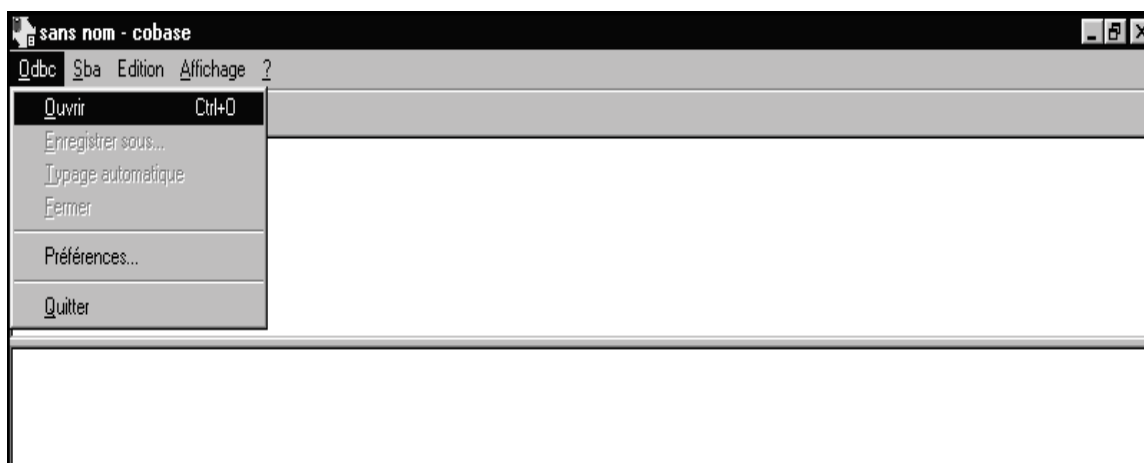 sans nom - cobase
Odbc Sba Edition Affichage ?
Ouvrir Ctrl+O
Enregistrer sous...
Typage automatique
Fermer
Préférences...
Quitter